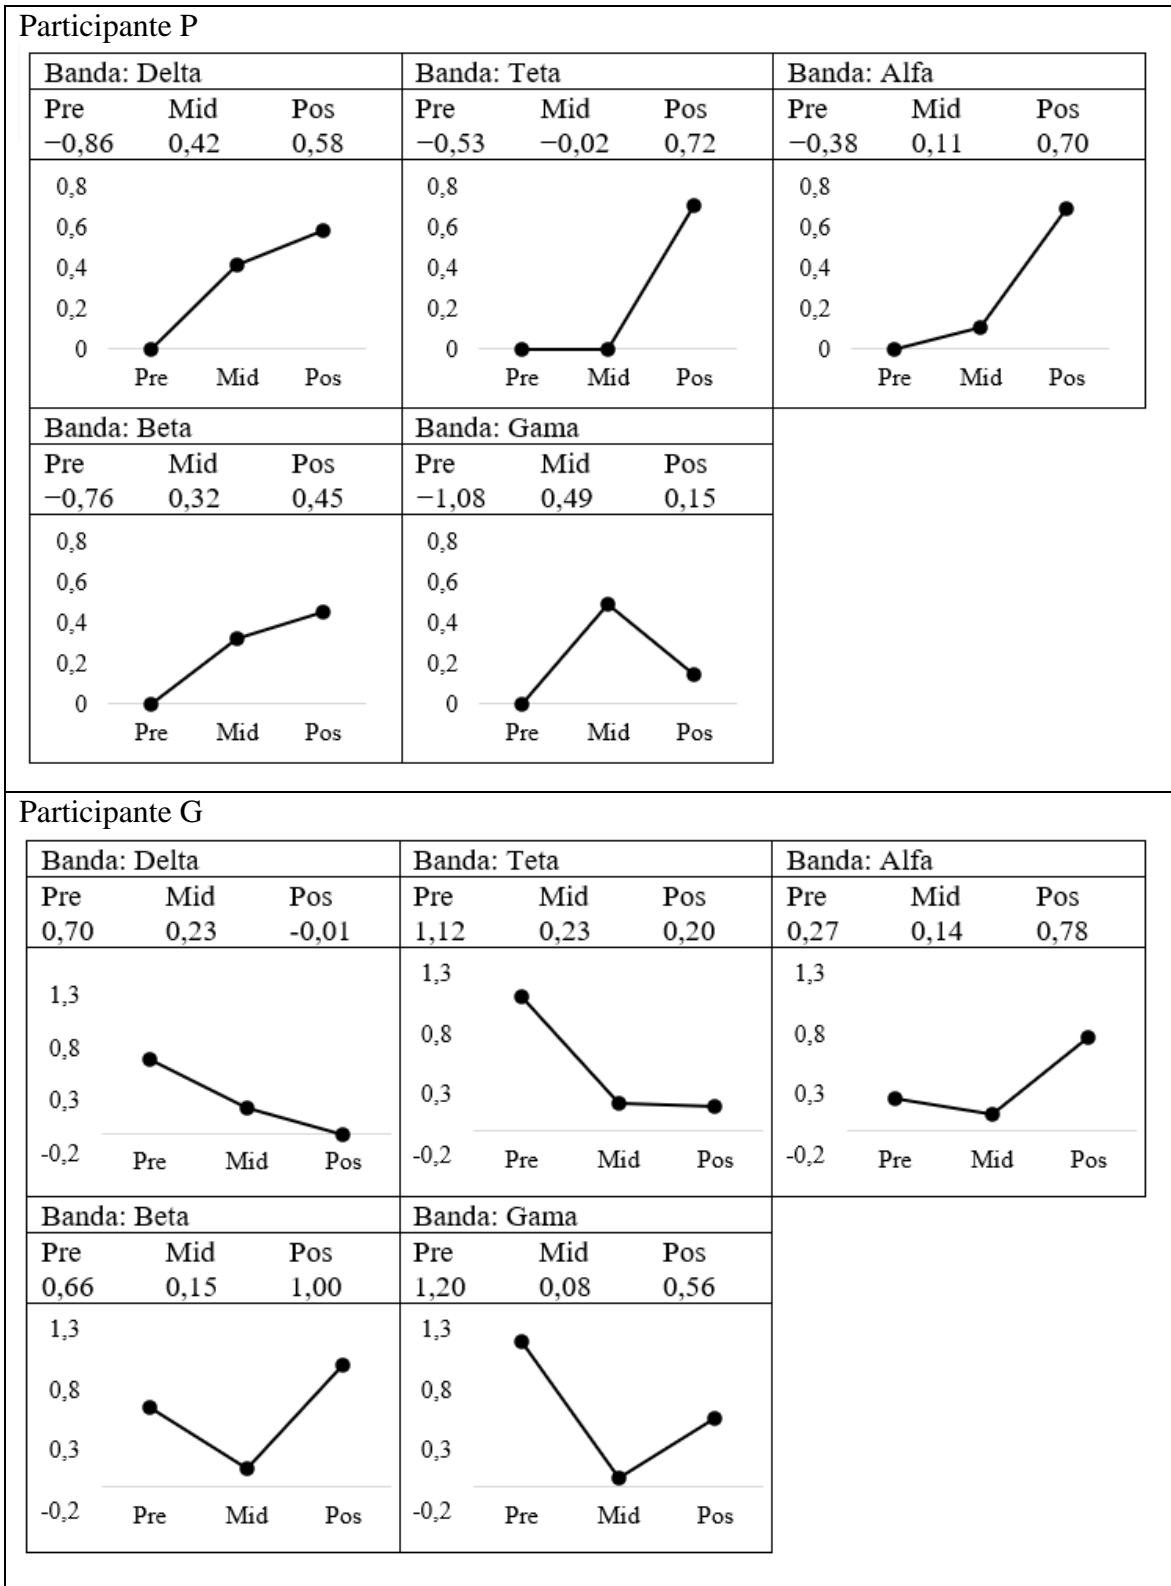 Participante P
Banda: Delta Banda: Teta Banda: Alfa
Pre Mid Pos Pre Mid Pos Pre Mid Pos
−0,86 0,42 0,58 −0,53 −0,02 0,72 −0,38 0,11 0,70
0,8 0,8 0,8
0,6 0,6 0,6
0,4 0,4 0,4
0,2 0,2 0,2
0 0 0
Pre Mid Pos Pre Mid Pos Pre Mid Pos
Banda: Beta Banda: Gama
Pre Mid Pos Pre Mid Pos
−0,76 0,32 0,45 −1,08 0,49 0,15
0,8 0,8
0,6 0,6
0,4 0,4
0,2 0,2
0 0
Pre Mid Pos Pre Mid Pos
Participante G
Banda: Delta Banda: Teta Banda: Alfa
Pre Mid Pos Pre Mid Pos Pre Mid Pos
0,70 0,23 -0,01 1,12 0,23 0,20 0,27 0,14 0,78
1,3 1,3 1,3
0,8 0,8 0,8
0,3 0,3 0,3
-0,2 -0,2 -0,2
Pre Mid Pos Pre Mid Pos Pre Mid Pos
Banda: Beta Banda: Gama
Pre Mid Pos Pre Mid Pos
0,66 0,15 1,00 1,20 0,08 0,56
1,3 1,3
0,8 0,8
0,3 0,3
-0,2 -0,2
Pre Mid Pos Pre Mid Pos